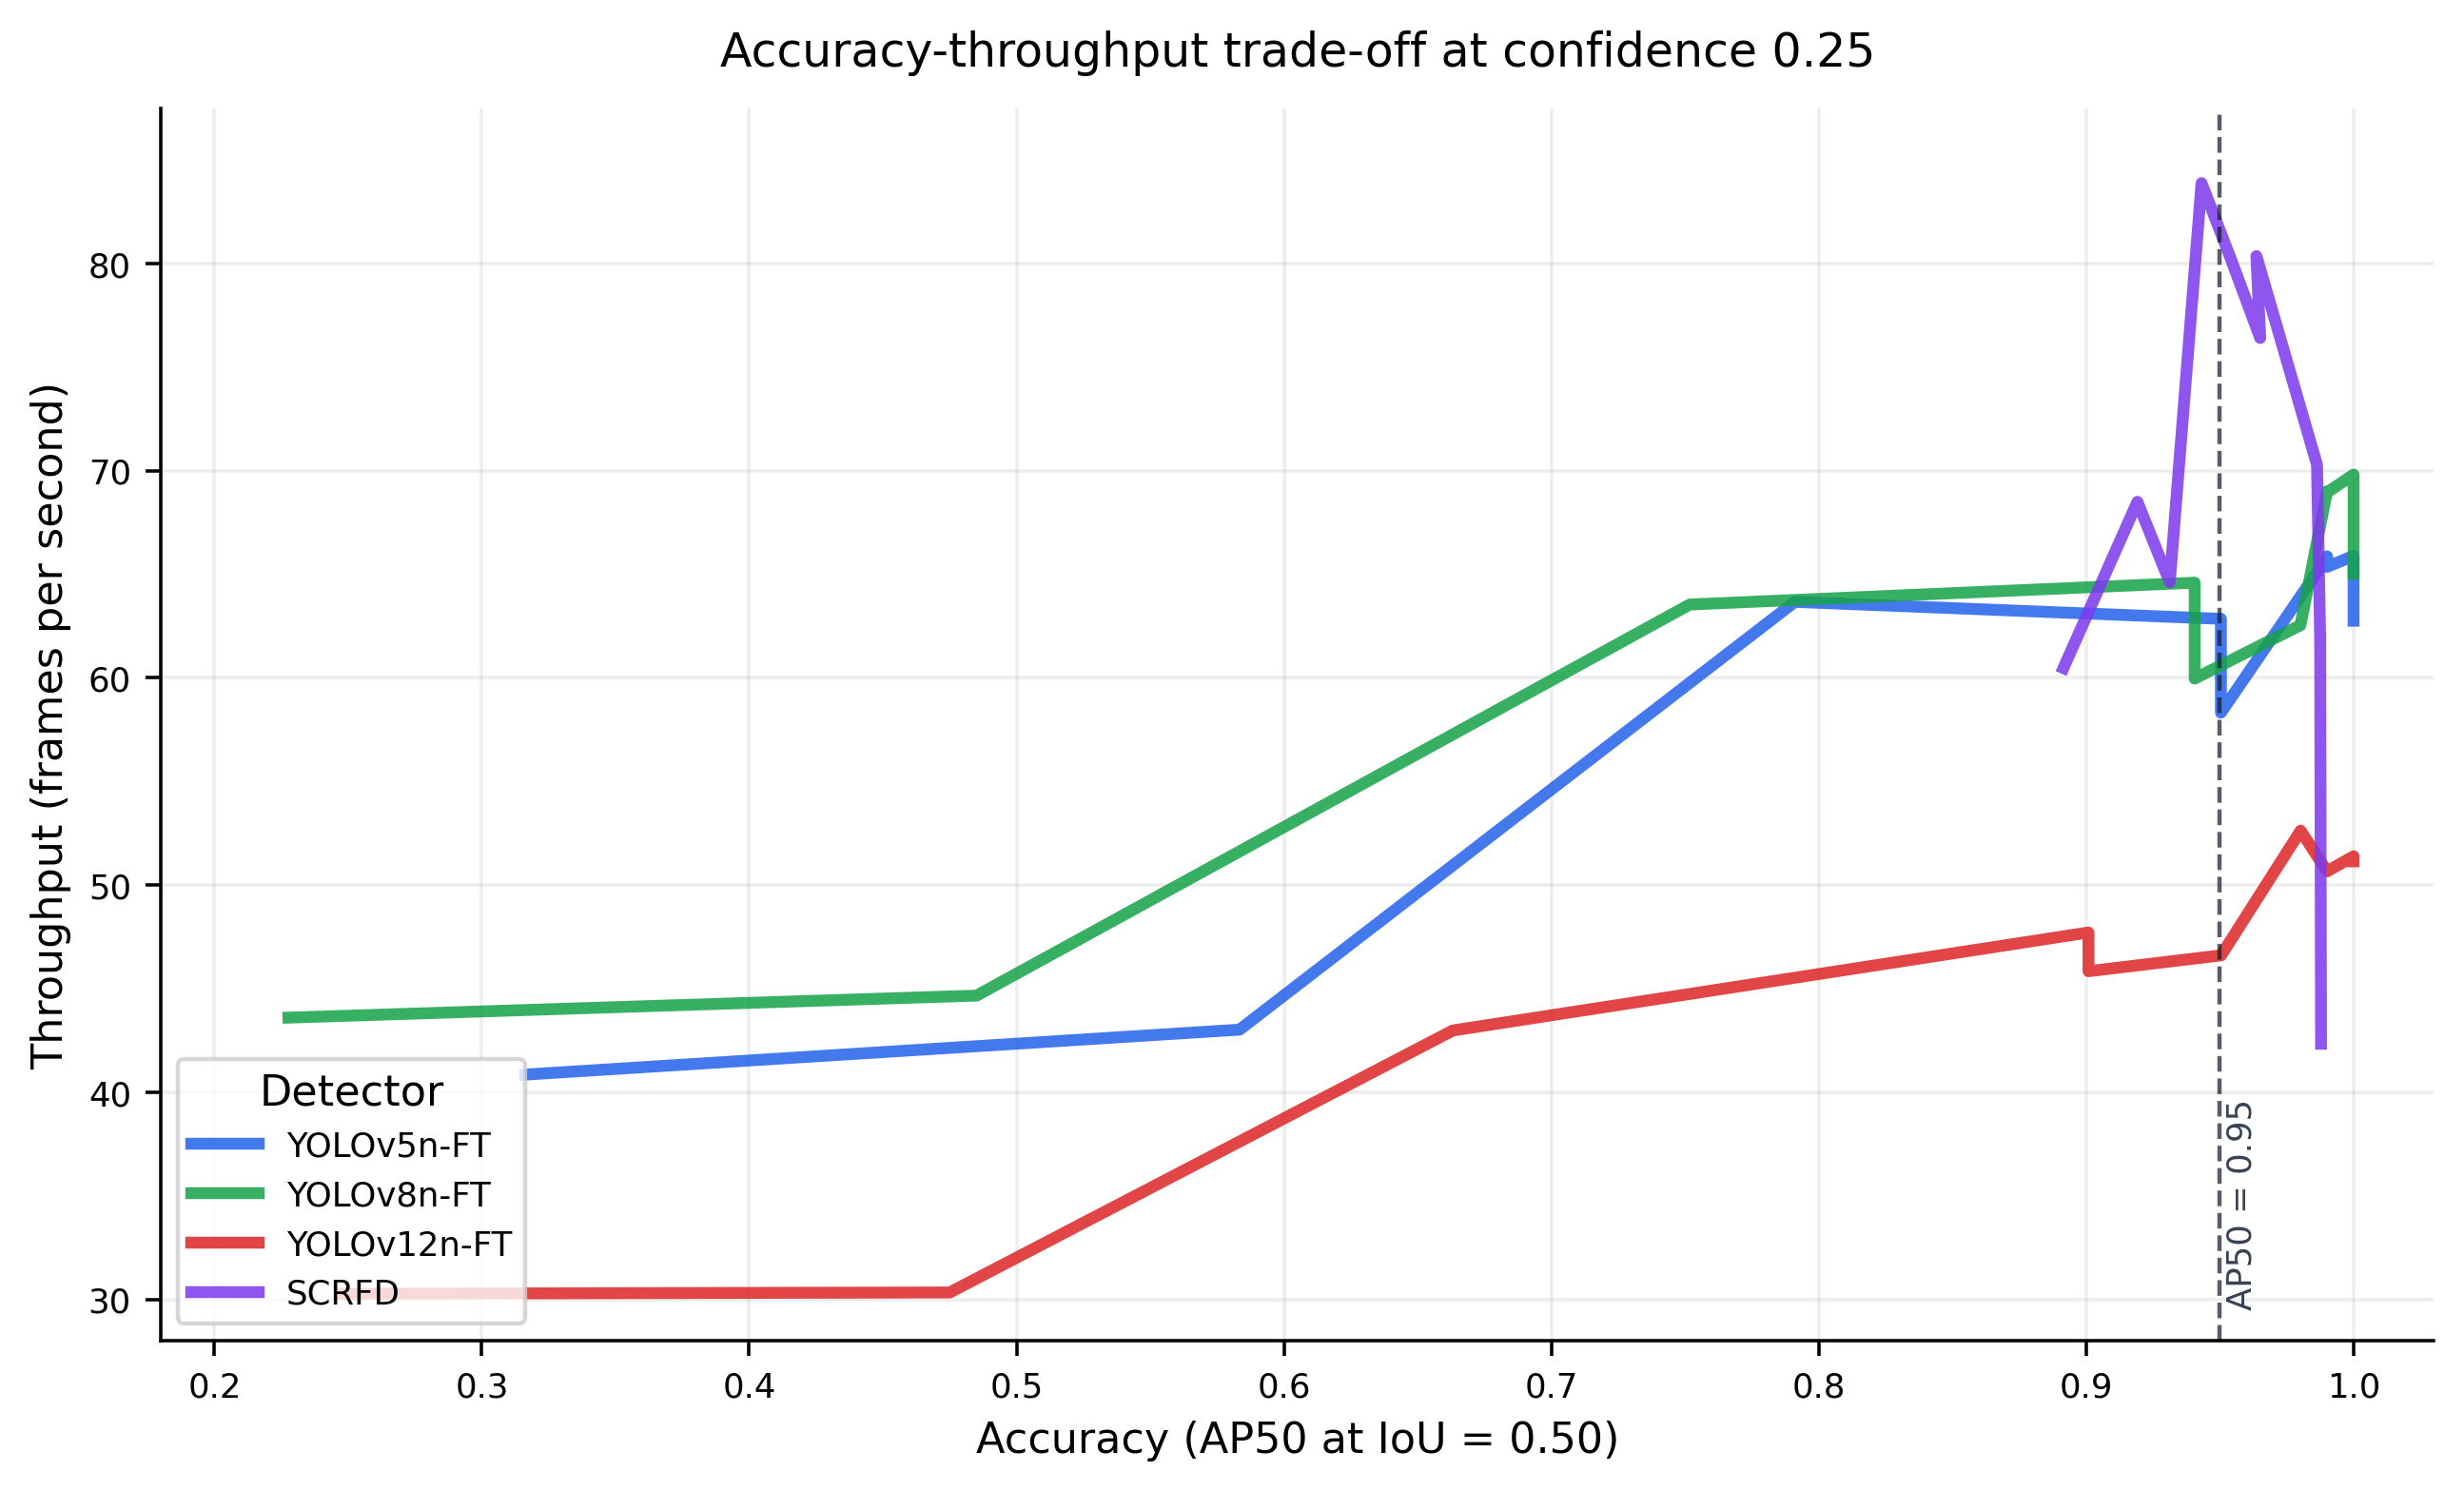 Accuracy-throughput trade-off at confidence 0.25
Throughput (frames per second)
80
70
60
50
40
30
AP50 = 0.95
Detector
YOLOv5n-FT
YOLOv8n-FT
YOLOv12n-FT
SCRFD
0.2 0.3 0.4 0.5 0.6 0.7 0.8 0.9 1.0
Accuracy (AP50 at IoU = 0.50)